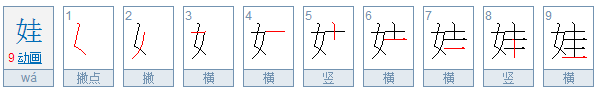 1 2 3 4 5 6 7 8 9
娃
9 动画
wá 撇点 撇 横 横 竖 横 横 竖 横